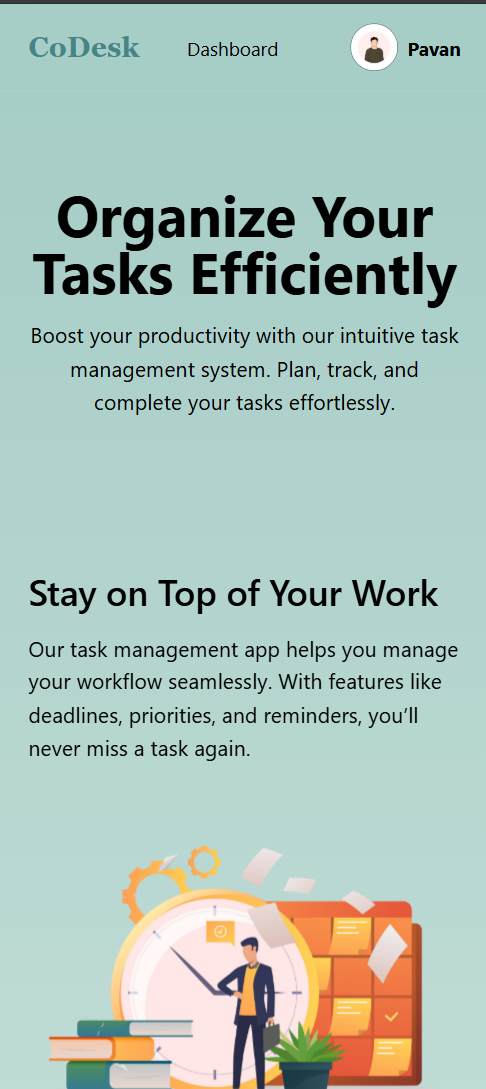 CoDesk Dashboard Pavan
Organize Your
Tasks Efficiently
Boost your productivity with our intuitive task
management system. Plan, track, and
complete your tasks effortlessly.
Stay on Top of Your Work
Our task management app helps you manage
your workflow seamlessly. With features like
deadlines, priorities, and reminders, you’ll
never miss a task again.